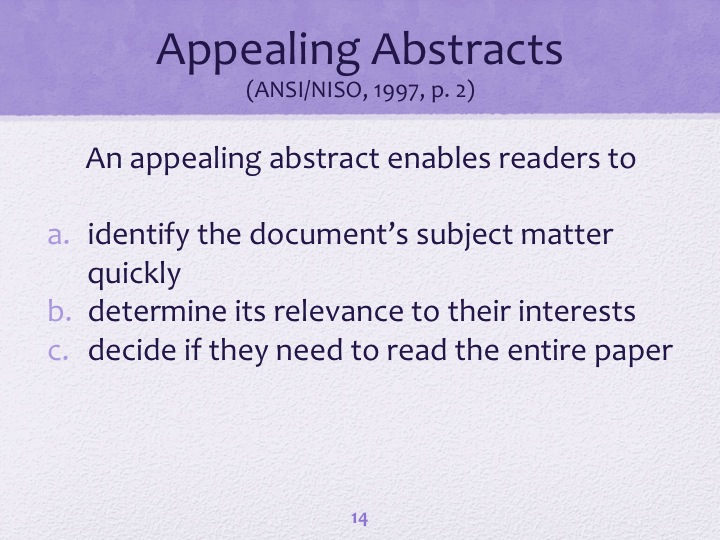 Appealing Abstracts
(ANSI/NISO, 1997, p. 2)
An appealing abstract enables readers to
a. identify the document’s subject matter
quickly
b. determine its relevance to their interests
c. decide if they need to read the entire paper
14